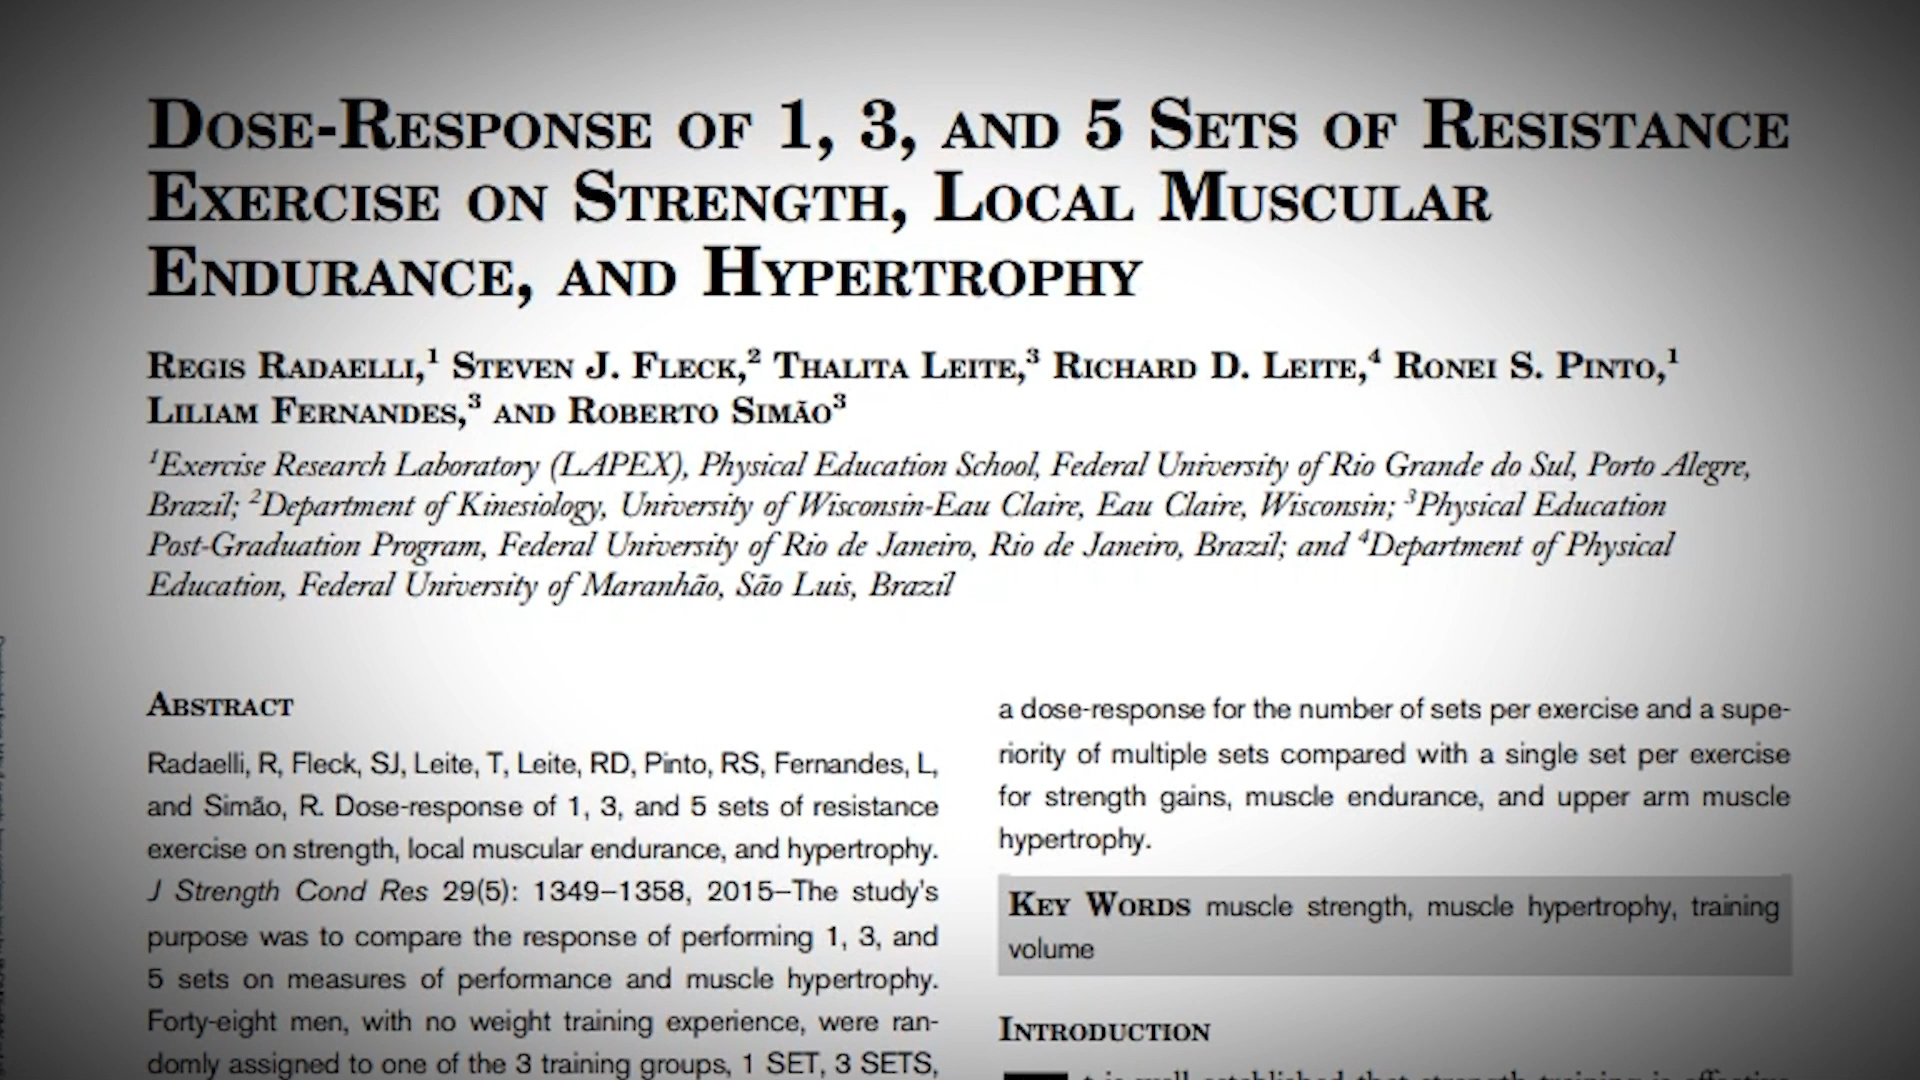 Dose-Response of 1, 3, and 5 Sets of Resistance
Exercise on Strength, Local Muscular
Endurance, and Hypertrophy
Regis Radaelli,¹ Steven J. Fleck,² Thalita Leite,³ Richard D. Leite,⁴ Ronei S. Pinto,¹
Liliam Fernandes,³ and Roberto Simão³
¹Exercise Research Laboratory (LAPEX), Physical Education School, Federal University of Rio Grande do Sul, Porto Alegre,
Brazil; ²Department of Kinesiology, University of Wisconsin-Eau Claire, Eau Claire, Wisconsin; ³Physical Education
Post-Graduation Program, Federal University of Rio de Janeiro, Rio de Janeiro, Brazil; and ⁴Department of Physical
Education, Federal University of Maranhão, São Luis, Brazil
Abstract
Radaelli, R, Fleck, SJ, Leite, T, Leite, RD, Pinto, RS, Fernandes, L,
and Simão, R. Dose-response of 1, 3, and 5 sets of resistance
exercise on strength, local muscular endurance, and hypertrophy.
J Strength Cond Res 29(5): 1349–1358, 2015—The study's
purpose was to compare the response of performing 1, 3, and
5 sets on measures of performance and muscle hypertrophy.
Forty-eight men, with no weight training experience, were ran-
domly assigned to one of the 3 training groups, 1 SET, 3 SETS,
a dose-response for the number of sets per exercise and a supe-
riority of multiple sets compared with a single set per exercise
for strength gains, muscle endurance, and upper arm muscle
hypertrophy.
Key Words muscle strength, muscle hypertrophy, training
volume
Introduction
t is well established that strength training is effective